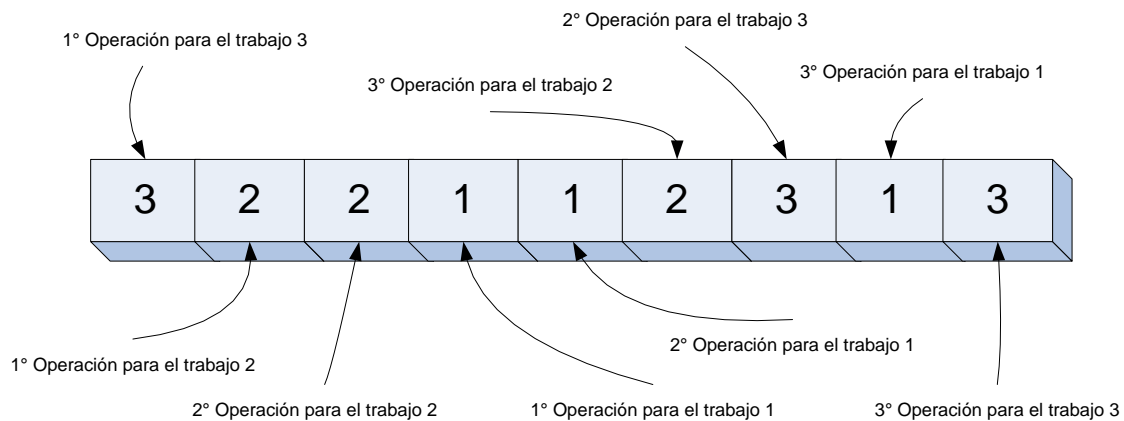 2° Operación para el trabajo 3
1° Operación para el trabajo 3
3° Operación para el trabajo 1
3° Operación para el trabajo 2
3 2 2 1 1 2 3 1 3
2° Operación para el trabajo 1
1° Operación para el trabajo 2
2° Operación para el trabajo 2
1° Operación para el trabajo 1
3° Operación para el trabajo 3